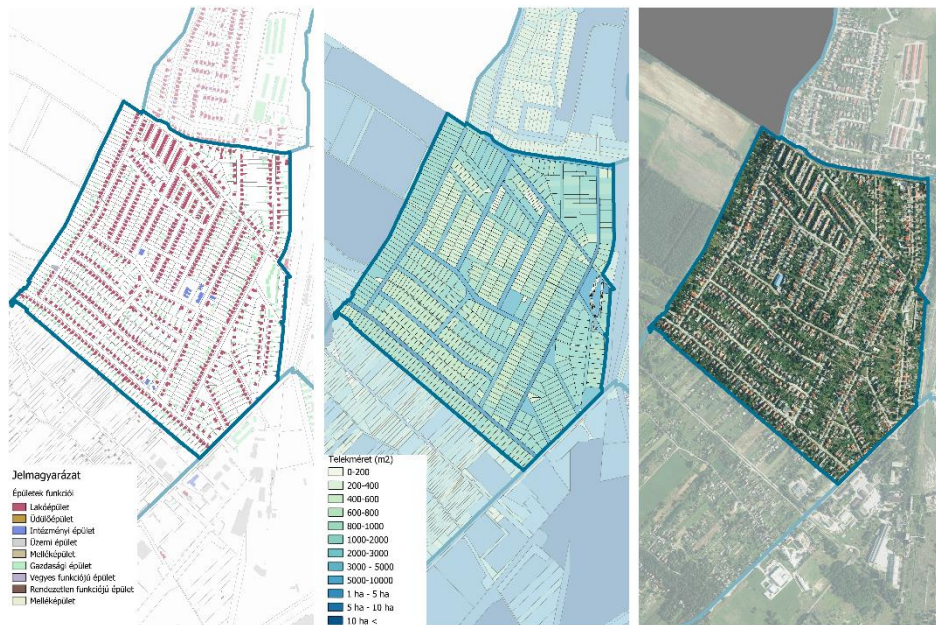 Jelmagyarázat
Épületek funkciói
Lakóépület
Üdülőépület
Intézményi épület
Üzemi épület
Melléképület
Gazdasági épület
Vegyes funkciójú épület
Rendezetlen funkciójú épület
Melléképület
Telekméret (m2)
0-200
200-400
400-600
600-800
800-1000
1000-2000
2000-3000
3000 - 5000
5000-10000
1 ha - 5 ha
5 ha - 10 ha
10 ha <